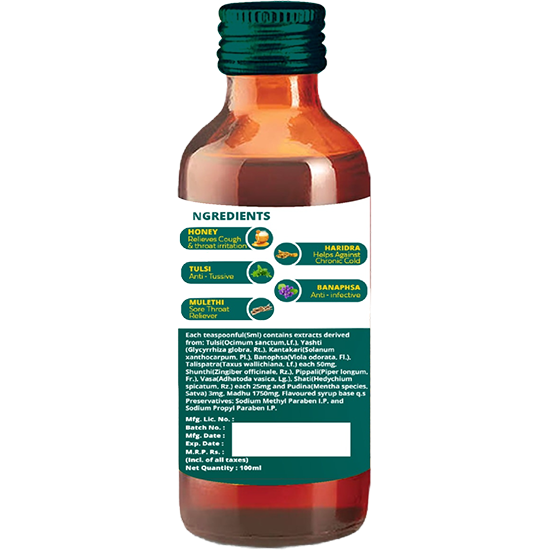 NGREDIENTS
HONEY
Relieves Cough
& throat irritation
HARIDRA
Helps Against
Chronic Cold
TULSI
Anti - Tussive
BANAPHSA
Anti - infective
MULETHI
Sore Throat
Reliever
Each teaspoonful(5ml) contains extracts derived
from: Tulsi(Ocimum sanctum,Lf.), Yashti
(Glycyrrhiza globra, Rt.), Kantakari(Solanum
xanthocarpum, Pl.), Banophsa(Viola odorata, Fl.),
Talispatra(Taxus wallichiana, Lf.) each 50mg,
Shunthi(Zingiber officinale, Rz.), Pippali(Piper longum,
Fr.), Vasa(Adhatoda vasica, Lg.), Shati(Hedychium
spicatum, Rz.) each 25mg and Pudina(Mentha species,
Satva) 3mg, Madhu 1750mg, Flavoured syrup base q.s
Preservatives: Sodium Methyl Paraben I.P. and
Sodium Propyl Paraben I.P.
Mfg. Lic. No. :
Batch No. :
Mfg. Date :
Exp. Date :
M.R.P. Rs. :
(Incl. of all taxes)
Net Quantity : 100ml